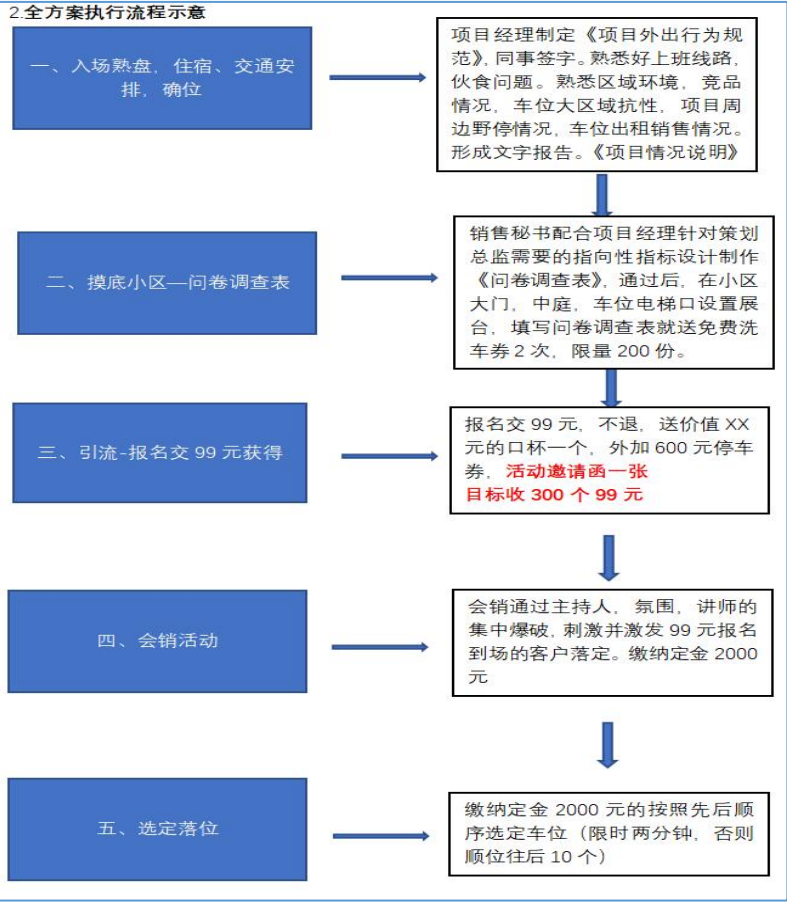 2.全方案执行流程示意
一、入场熟盘，住宿、交通安
排，确位
项目经理制定《项目外出行为规
范》，同事签字。熟悉好上班线路，
伙食问题。熟悉区域环境，竞品
情况，车位大区域抗性，项目周
边野停情况，车位出租销售情况。
形成文字报告。《项目情况说明》
二、摸底小区—问卷调查表
销售秘书配合项目经理针对策划
总监需要的指向性指标设计制作
《问卷调查表》，通过后，在小区
大门，中庭，车位电梯口设置展
台，填写问卷调查表就送免费洗
车券 2 次，限量 200 份。
三、引流-报名交 99 元获得
报名交 99 元，不退，送价值 XX
元的口杯一个，外加 600 元停车
券，活动邀请函一张
目标收 300 个 99 元
四、会销活动
会销通过主持人，氛围，讲师的
集中爆破，刺激并激发 99 元报名
到场的客户落定。缴纳定金 2000
元
五、选定落位
缴纳定金 2000 元的按照先后顺
序选定车位（限时两分钟，否则
顺位往后 10 个）